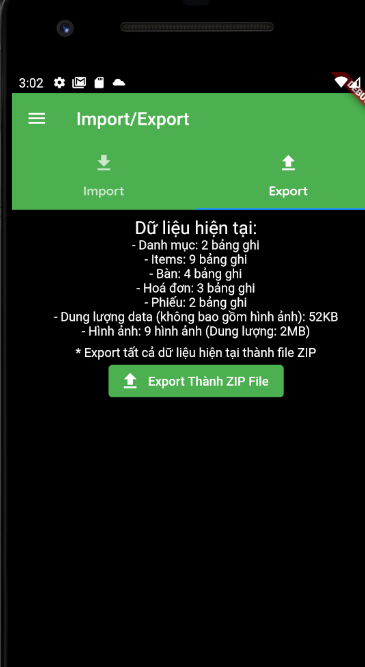 3:02
DEBUG
Import/Export
Import
Export
Dữ liệu hiện tại:
- Danh mục: 2 bảng ghi
- Items: 9 bảng ghi
- Bàn: 4 bảng ghi
- Hoá đơn: 3 bảng ghi
- Phiếu: 2 bảng ghi
- Dung lượng data (không bao gồm hình ảnh): 52KB
- Hình ảnh: 9 hình ảnh (Dung lượng: 2MB)
* Export tất cả dữ liệu hiện tại thành file ZIP
Export Thành ZIP File